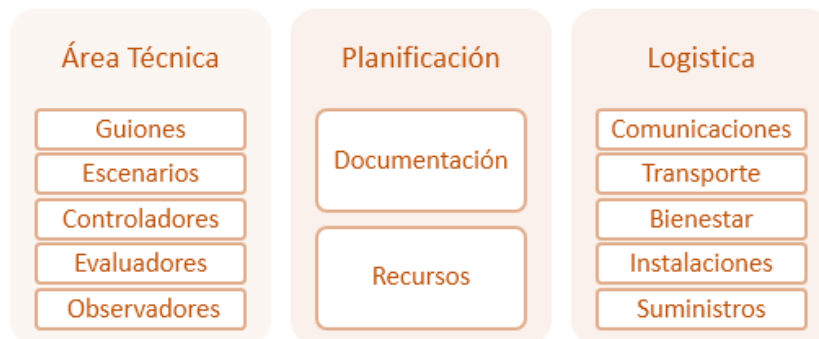 Área Técnica
Guiones
Escenarios
Controladores
Evaluadores
Observadores
Planificación
Documentación
Recursos
Logistica
Comunicaciones
Transporte
Bienestar
Instalaciones
Suministros